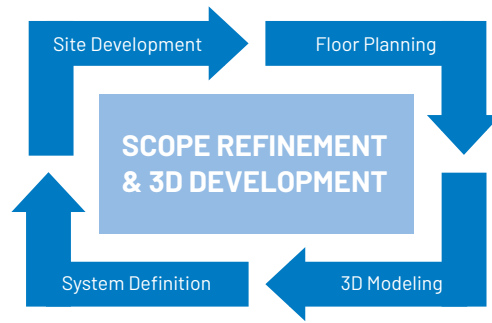 Site Development
Floor Planning
SCOPE REFINEMENT
& 3D DEVELOPMENT
System Definition
3D Modeling